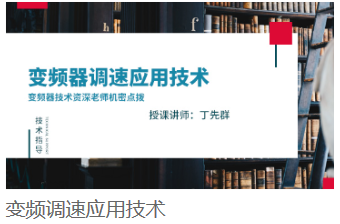 变频器调速应用技术
变频器技术资深老师机密点拨
授课讲师：丁先群
技术指导
变频调速应用技术